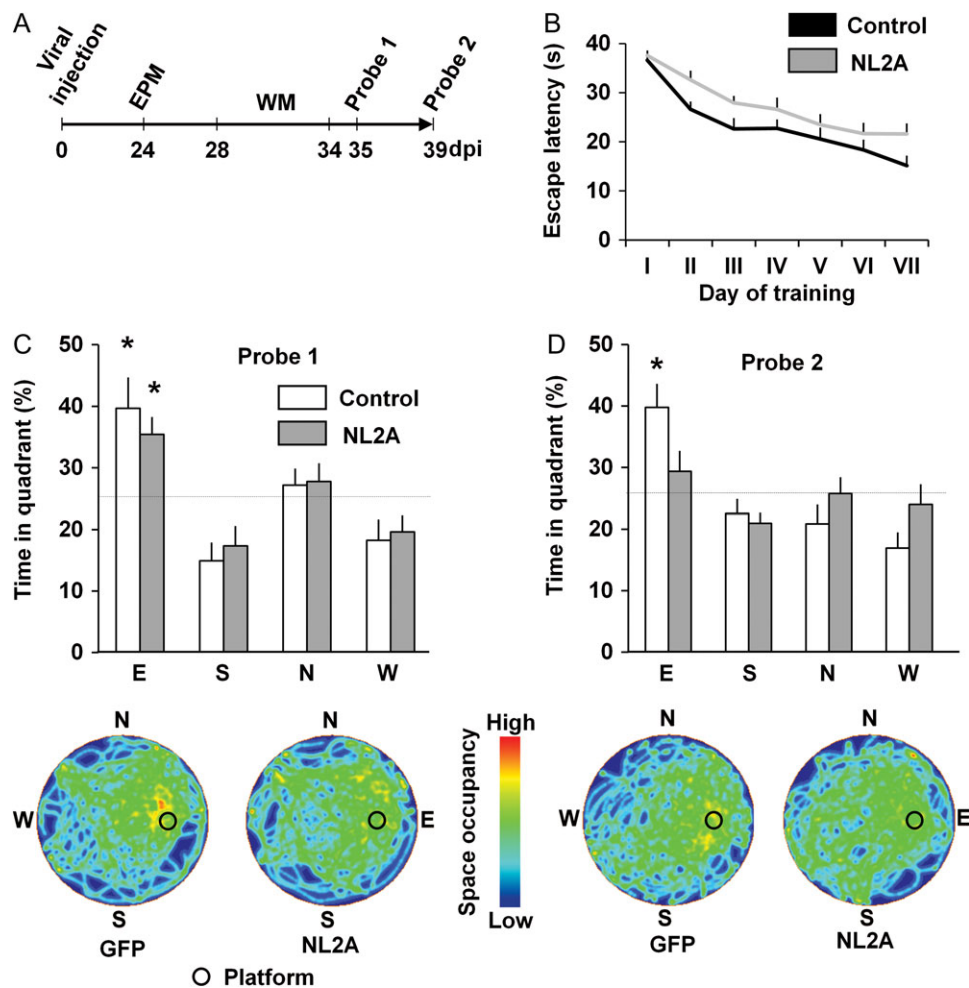 A
Viral injection
EPM
WM
Probe 1
Probe 2
0 24 28 34 35 39 dpi
B
Control
NL2A
Escape latency (s)
40
30
20
10
0
I II III IV V VI VII
Day of training
C
Probe 1
Control
NL2A
Time in quadrant (%)
50
40
30
20
10
0
* *
E S N W
D
Probe 2
Time in quadrant (%)
50
40
30
20
10
0
*
E S N W
N
W
S
GFP
N
E
S
NL2A
High
Space occupancy
Low
N
W
S
GFP
N
E
S
NL2A
Platform